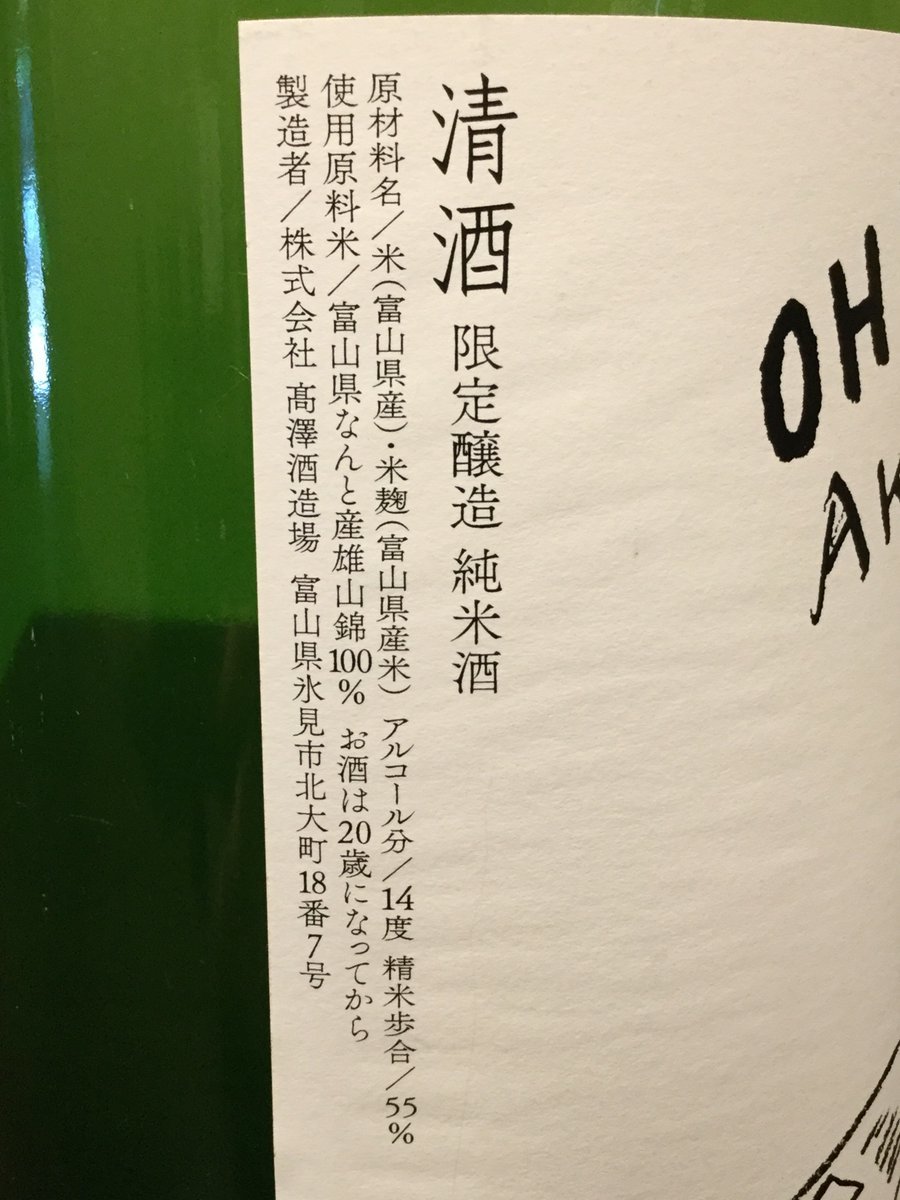 清酒 限定醸造 純米酒
原材料名/米(富山県産)・米麹(富山県産米) アルコール分/14度 精米歩合/55%
使用原料米/富山県なんと産雄山錦100% お酒は20歳になってから
製造者/株式会社 髙澤酒造場 富山県氷見市北大町18番7号
OH
AK